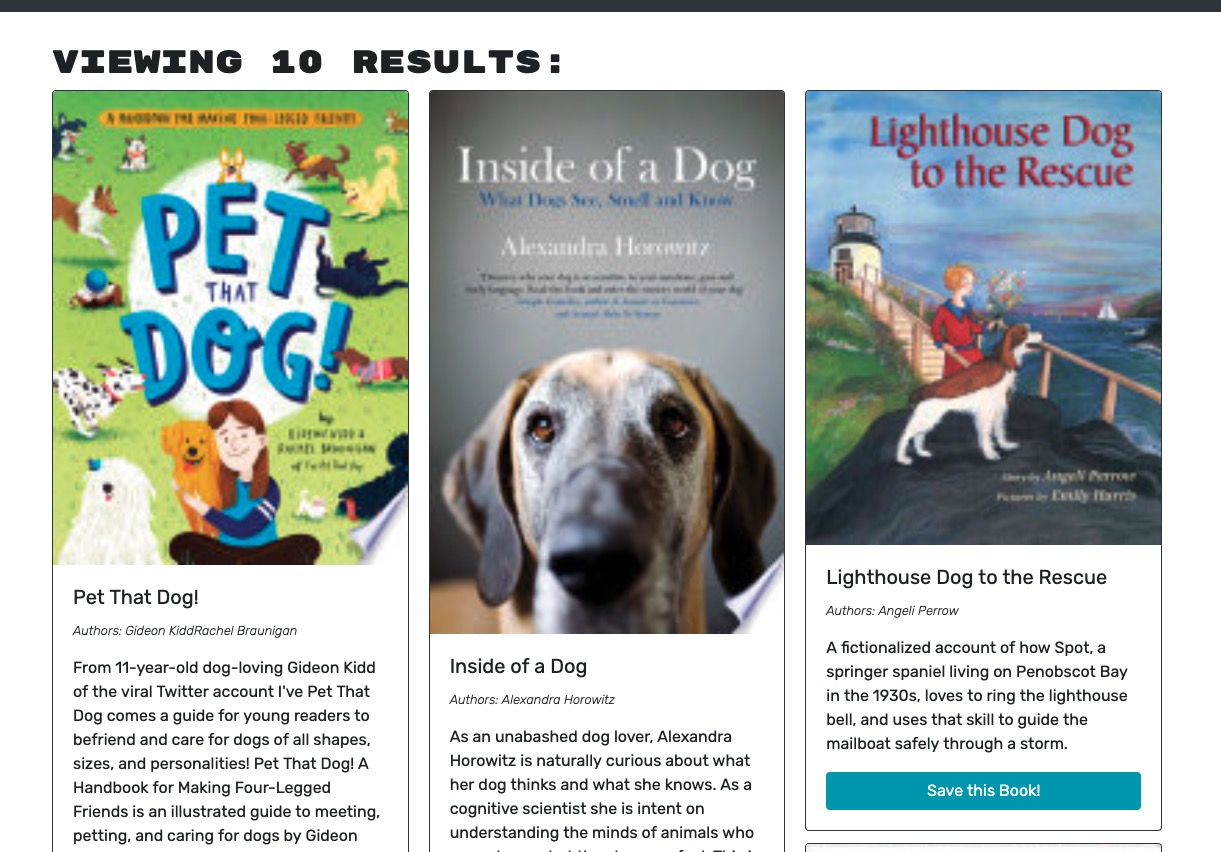 VIEWING 10 RESULTS:
A HANDBOOK FOR MAKING FOUR-LEGGED FRIENDS
PET
THAT
DOG!
by
GIDEON KIDD &
RACHEL BRAUNIGAN
of I've Pet That Dog
Pet That Dog!
Authors: Gideon KiddRachel Braunigan
From 11-year-old dog-loving Gideon Kidd
of the viral Twitter account I've Pet That
Dog comes a guide for young readers to
befriend and care for dogs of all shapes,
sizes, and personalities! Pet That Dog! A
Handbook for Making Four-Legged
Friends is an illustrated guide to meeting,
petting, and caring for dogs by Gideon
Inside of a Dog
What Dogs See, Smell and Know
Alexandra Horowitz
Inside of a Dog
Authors: Alexandra Horowitz
As an unabashed dog lover, Alexandra
Horowitz is naturally curious about what
her dog thinks and what she knows. As a
cognitive scientist she is intent on
understanding the minds of animals who
Lighthouse Dog
to the Rescue
Story by Angeli Perrow
Pictures by Emily Harris
Lighthouse Dog to the Rescue
Authors: Angeli Perrow
A fictionalized account of how Spot, a
springer spaniel living on Penobscot Bay
in the 1930s, loves to ring the lighthouse
bell, and uses that skill to guide the
mailboat safely through a storm.
Save this Book!